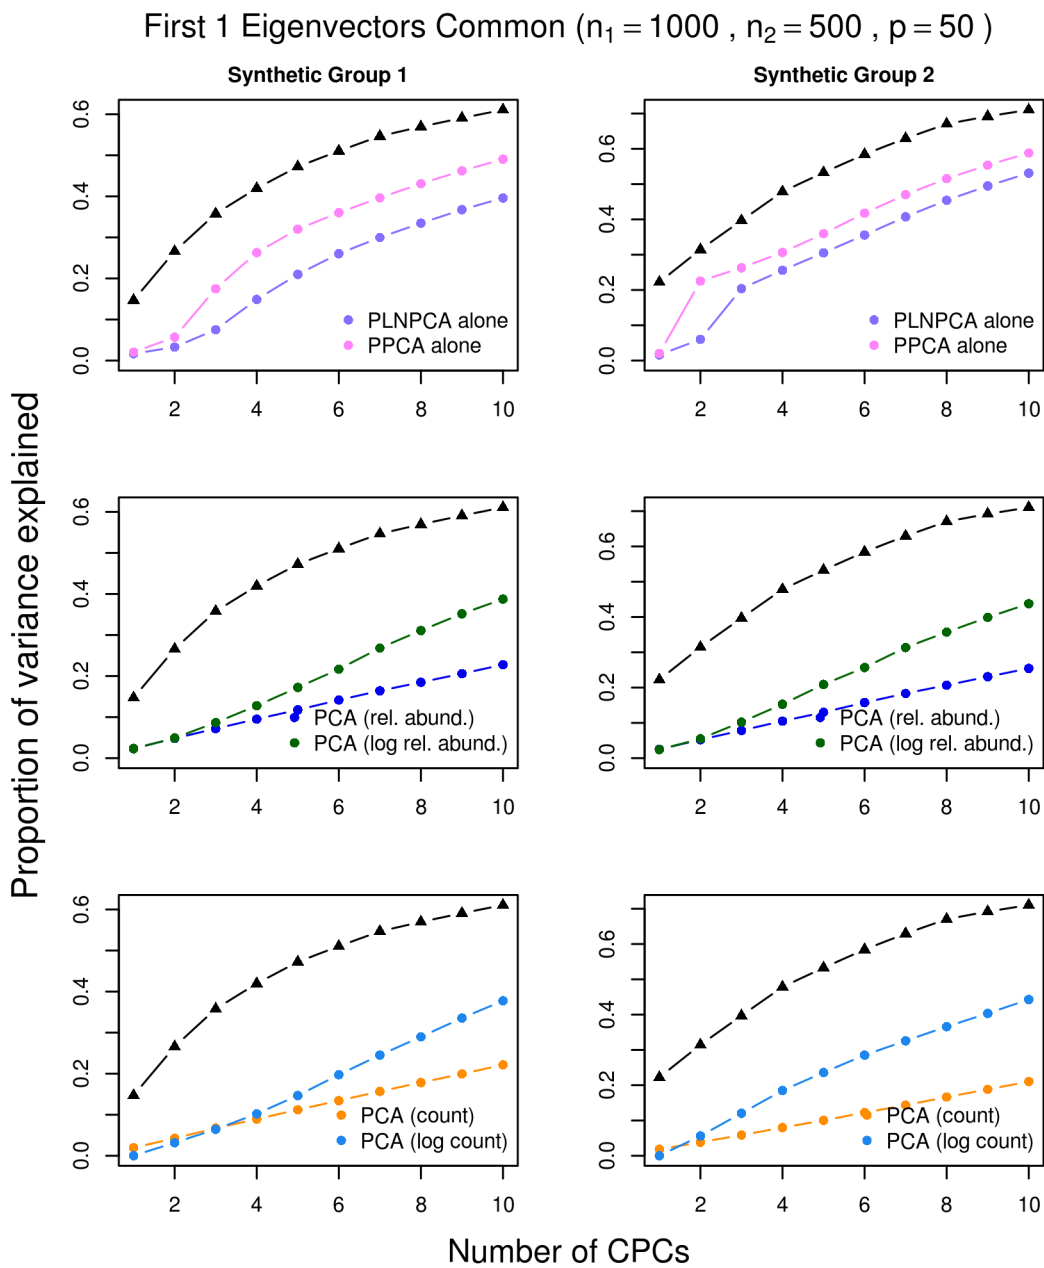 First 1 Eigenvectors Common (n₁ = 1000 , n₂ = 500 , p = 50 )
Synthetic Group 1
Synthetic Group 2
Proportion of variance explained
0.6
0.4
0.2
0.0
PLNPCA alone
PPCA alone
2 4 6 8 10
0.6
0.4
0.2
0.0
PLNPCA alone
PPCA alone
2 4 6 8 10
0.6
0.4
0.2
0.0
PCA (rel. abund.)
PCA (log rel. abund.)
2 4 6 8 10
0.6
0.4
0.2
0.0
PCA (rel. abund.)
PCA (log rel. abund.)
2 4 6 8 10
0.6
0.4
0.2
0.0
PCA (count)
PCA (log count)
2 4 6 8 10
0.6
0.4
0.2
0.0
PCA (count)
PCA (log count)
2 4 6 8 10
Number of CPCs